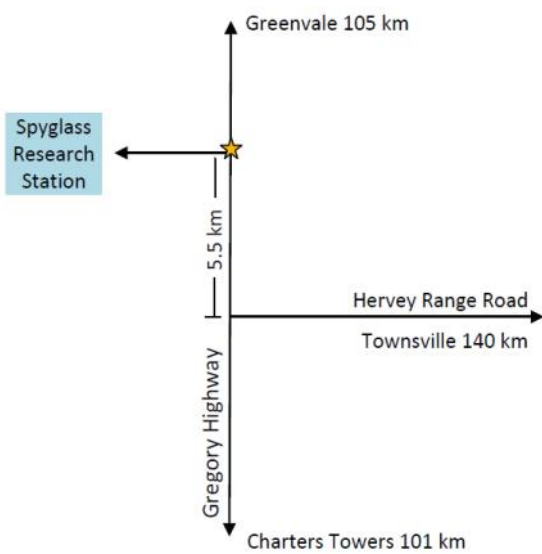 Greenvale 105 km
Spyglass
Research
Station
5.5 km
Hervey Range Road
Townsville 140 km
Gregory Highway
Charters Towers 101 km